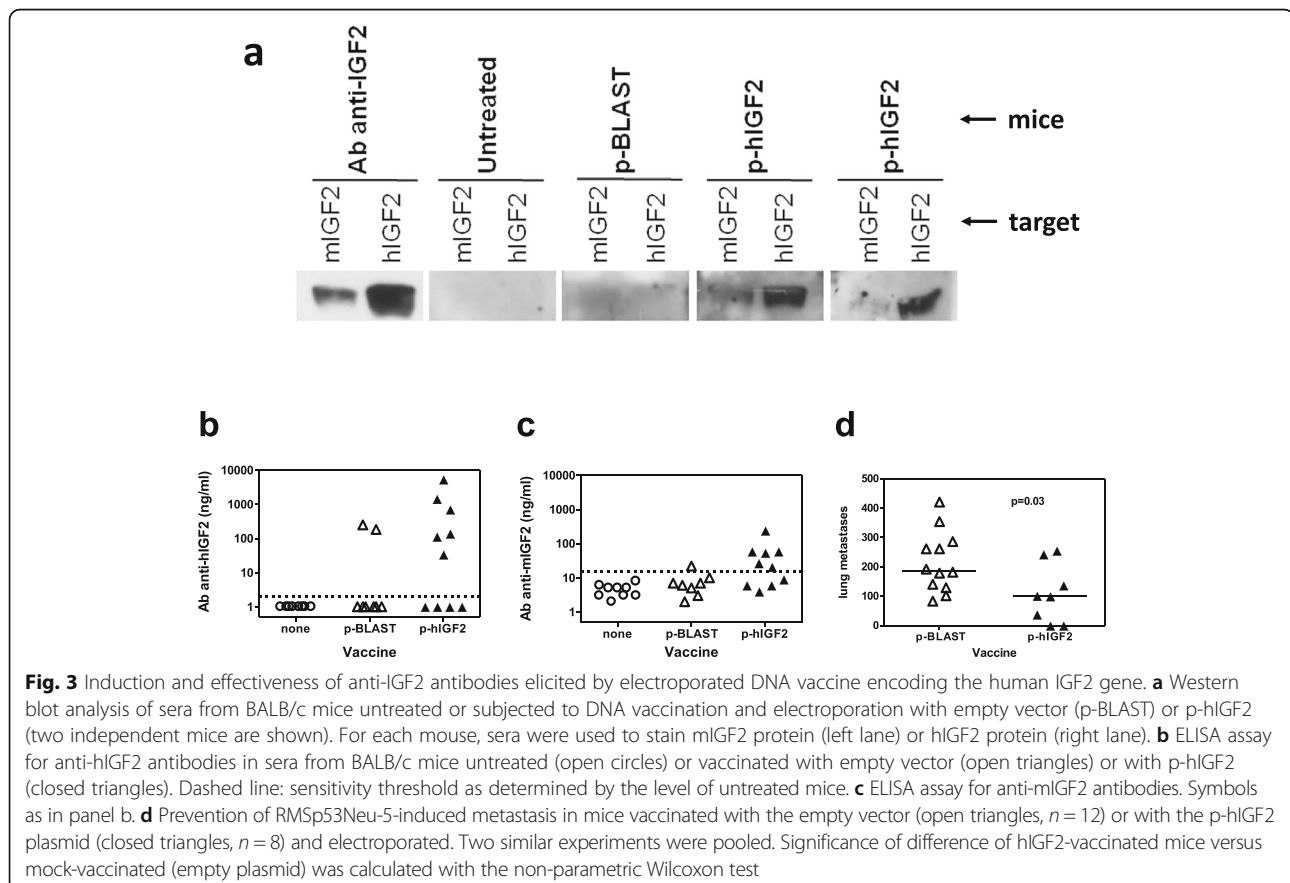 a
Ab anti-IGF2
Untreated
p-BLAST
p-hIGF2
p-hIGF2
← mice
mIGF2
hIGF2
mIGF2
hIGF2
mIGF2
hIGF2
mIGF2
hIGF2
mIGF2
hIGF2
← target
b
Ab anti-hIGF2 (ng/ml)
10000
1000
100
10
1
none
p-BLAST
p-hIGF2
Vaccine
c
Ab anti-mIGF2 (ng/ml)
10000
1000
100
10
1
none
p-BLAST
p-hIGF2
Vaccine
d
lung metastases
500
400
300
200
100
0
p=0.03
p-BLAST
p-hIGF2
Vaccine
Fig. 3 Induction and effectiveness of anti-IGF2 antibodies elicited by electroporated DNA vaccine encoding the human IGF2 gene. a Western
blot analysis of sera from BALB/c mice untreated or subjected to DNA vaccination and electroporation with empty vector (p-BLAST) or p-hIGF2
(two independent mice are shown). For each mouse, sera were used to stain mIGF2 protein (left lane) or hIGF2 protein (right lane). b ELISA assay
for anti-hIGF2 antibodies in sera from BALB/c mice untreated (open circles) or vaccinated with empty vector (open triangles) or with p-hIGF2
(closed triangles). Dashed line: sensitivity threshold as determined by the level of untreated mice. c ELISA assay for anti-mIGF2 antibodies. Symbols
as in panel b. d Prevention of RMSp53Neu-5-induced metastasis in mice vaccinated with the empty vector (open triangles, n = 12) or with the p-hIGF2
plasmid (closed triangles, n = 8) and electroporated. Two similar experiments were pooled. Significance of difference of hIGF2-vaccinated mice versus
mock-vaccinated (empty plasmid) was calculated with the non-parametric Wilcoxon test